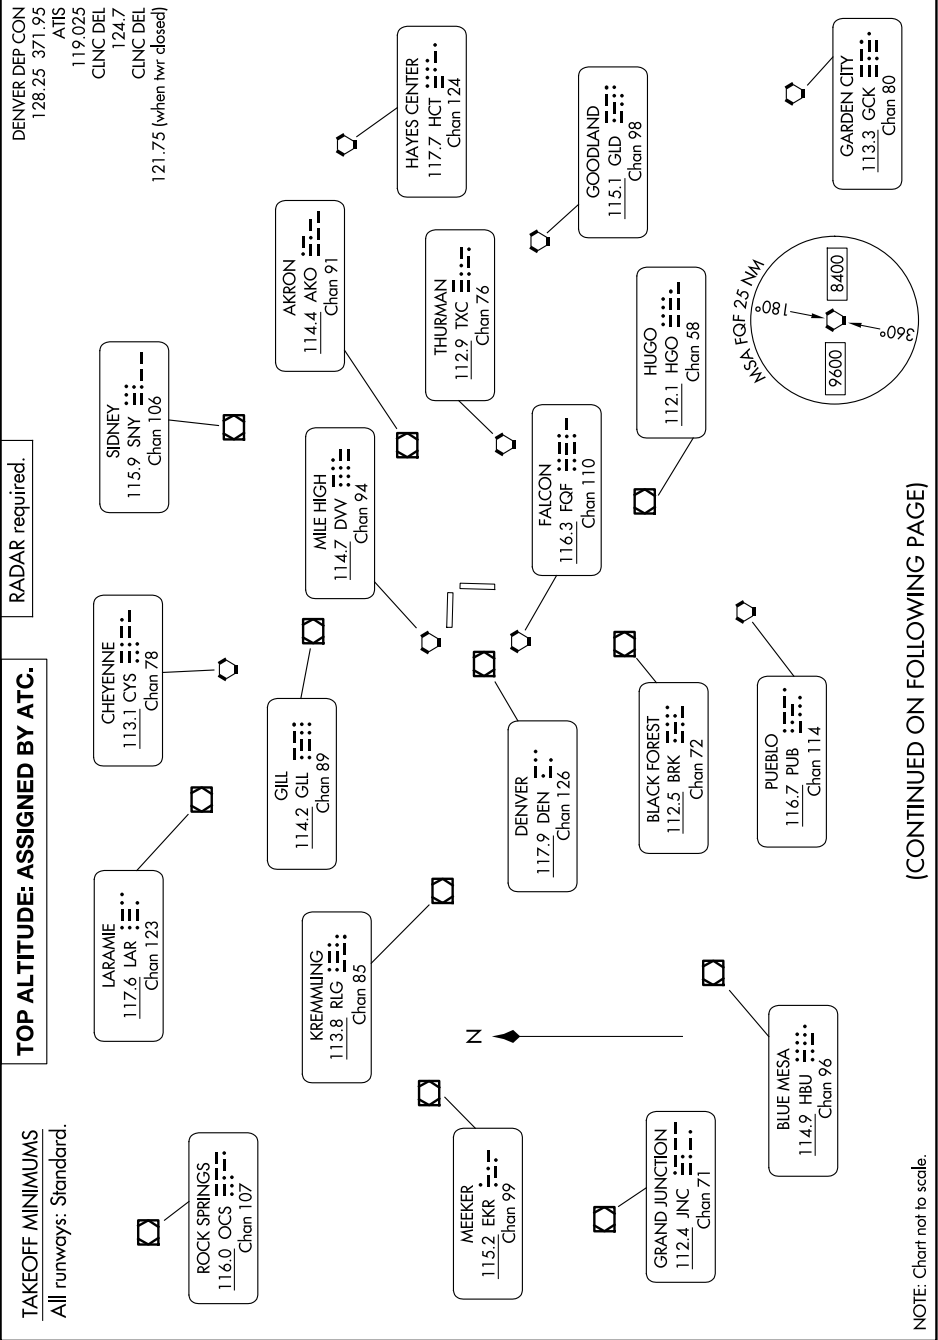 TAKEOFF MINIMUMS
All runways: Standard.
TOP ALTITUDE: ASSIGNED BY ATC.
RADAR required.
DENVER DEP CON
128.25 371.95
ATIS
119.025
CLNC DEL
124.7
CLNC DEL
121.75 (when twr closed)
ROCK SPRINGS
116.0 OCS
Chan 107
LARAMIE
117.6 LAR
Chan 123
CHEYENNE
113.1 CYS
Chan 78
SIDNEY
115.9 SNY
Chan 106
GILL
114.2 GLL
Chan 89
AKRON
114.4 AKO
Chan 91
HAYES CENTER
117.7 HCT
Chan 124
KREMMLING
113.8 RLG
Chan 85
MILE HIGH
114.7 DVV
Chan 94
THURMAN
112.9 TXC
Chan 76
MEEKER
115.2 EKR
Chan 99
N
DENVER
117.9 DEN
Chan 126
FALCON
116.3 FQF
Chan 110
GOODLAND
115.1 GLD
Chan 98
GRAND JUNCTION
112.4 JNC
Chan 71
BLACK FOREST
112.5 BRK
Chan 72
HUGO
112.1 HGO
Chan 58
BLUE MESA
114.9 HBU
Chan 96
PUEBLO
116.7 PUB
Chan 114
MSA FQF 25 NM
180°
9600
8400
360°
GARDEN CITY
113.3 GCK
Chan 80
NOTE: Chart not to scale.
(CONTINUED ON FOLLOWING PAGE)